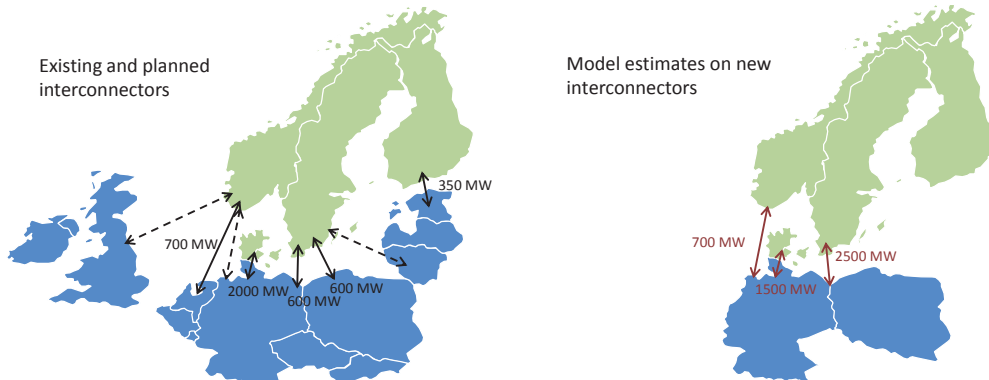 Existing and planned
interconnectors
350 MW
700 MW
2000 MW
600 MW
600 MW
Model estimates on new
interconnectors
700 MW
2500 MW
1500 MW